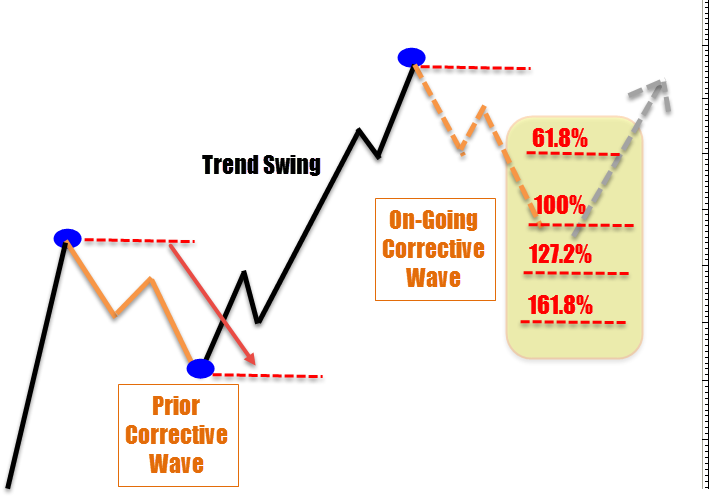 Trend Swing
61.8%
100%
127.2%
161.8%
On-Going
Corrective
Wave
Prior
Corrective
Wave